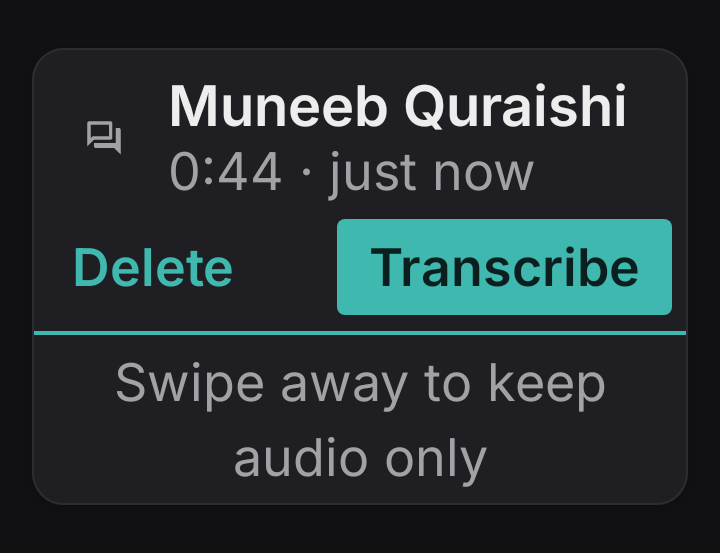 Muneeb Quraishi
0:44 · just now
Delete
Transcribe
Swipe away to keep
audio only